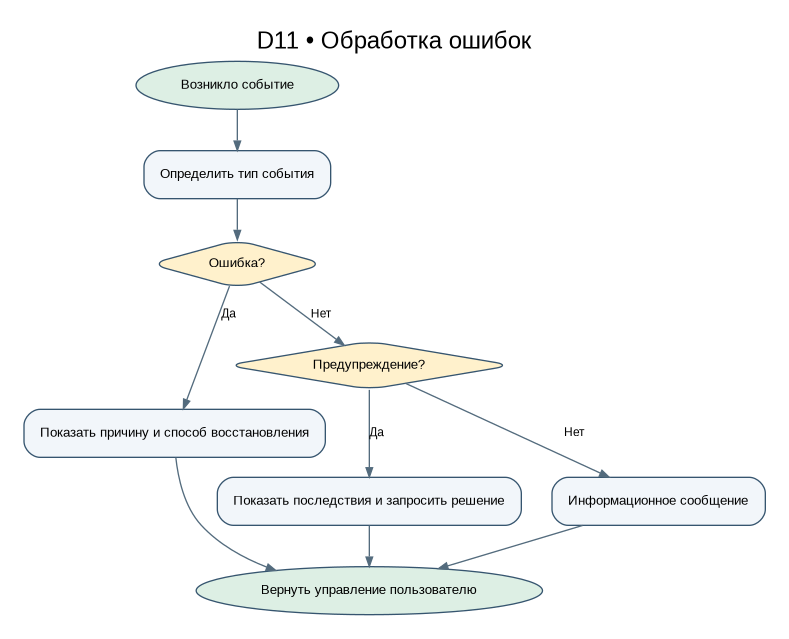 D11 • Обработка ошибок
Возникло событие
Определить тип события
Ошибка?
Да
Нет
Предупреждение?
Показать причину и способ восстановления
Да
Нет
Показать последствия и запросить решение
Информационное сообщение
Вернуть управление пользователю